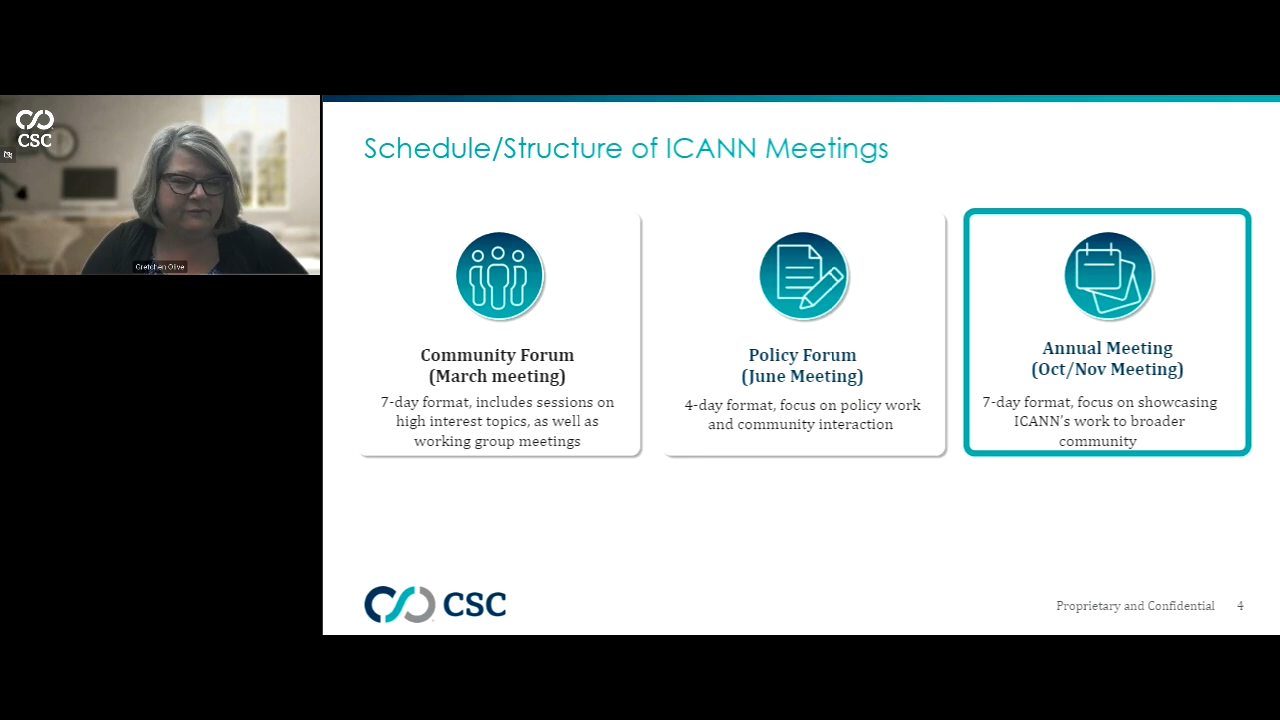 CSC
Gretchen Olive
Schedule/Structure of ICANN Meetings
Community Forum
(March meeting)
7-day format, includes sessions on
high interest topics, as well as
working group meetings
Policy Forum
(June Meeting)
4-day format, focus on policy work
and community interaction
Annual Meeting
(Oct/Nov Meeting)
7-day format, focus on showcasing
ICANN's work to broader
community
CSC
Proprietary and Confidential 4